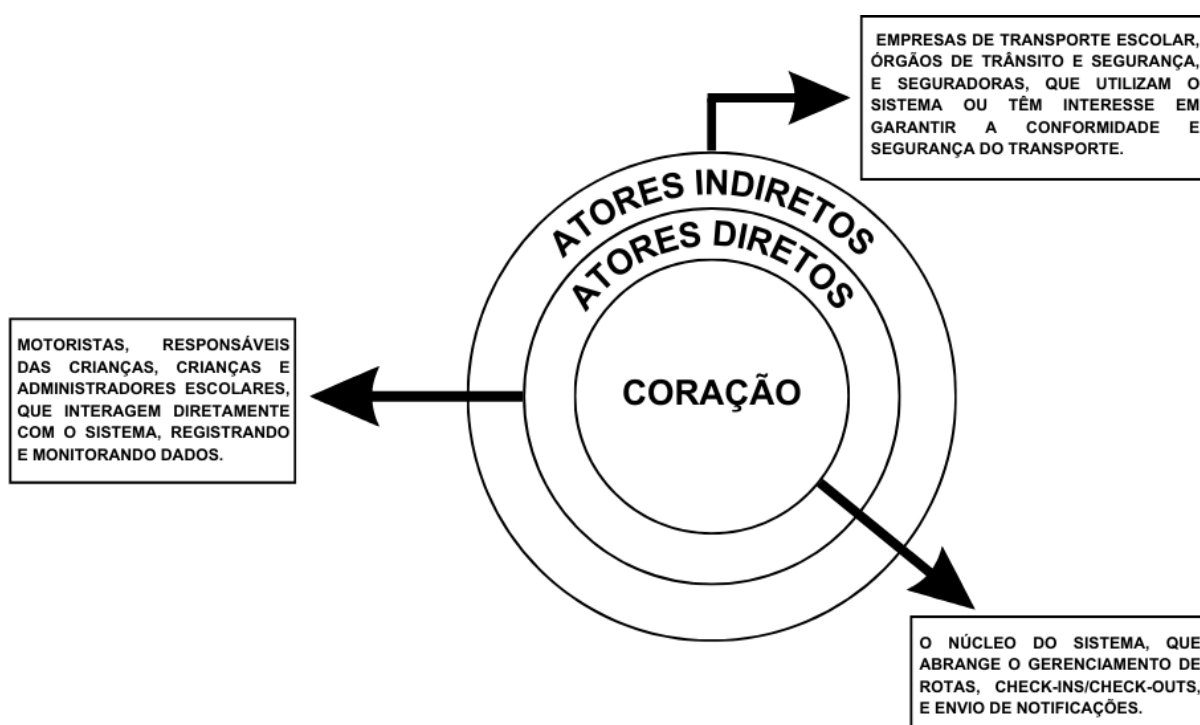 EMPRESAS DE TRANSPORTE ESCOLAR,
ÓRGÃOS DE TRÂNSITO E SEGURANÇA,
E SEGURADORAS, QUE UTILIZAM O
SISTEMA OU TÊM INTERESSE EM
GARANTIR A CONFORMIDADE E
SEGURANÇA DO TRANSPORTE.
ATORES INDIRETOS
ATORES DIRETOS
CORAÇÃO
MOTORISTAS, RESPONSÁVEIS
DAS CRIANÇAS, CRIANÇAS E
ADMINISTRADORES ESCOLARES,
QUE INTERAGEM DIRETAMENTE
COM O SISTEMA, REGISTRANDO
E MONITORANDO DADOS.
O NÚCLEO DO SISTEMA, QUE
ABRANGE O GERENCIAMENTO DE
ROTAS, CHECK-INS/CHECK-OUTS,
E ENVIO DE NOTIFICAÇÕES.